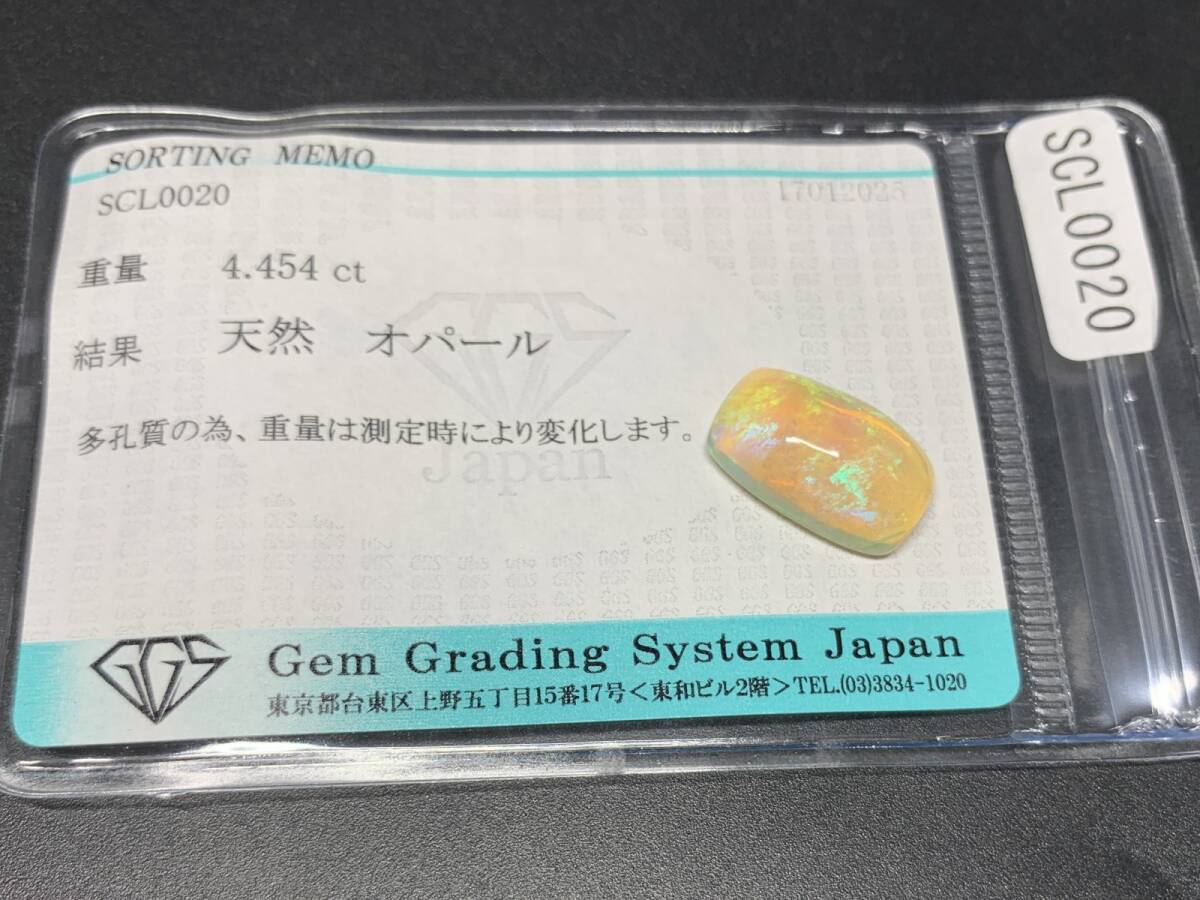 SORTING MEMO
SCL0020
17012025
重量 4.454 ct
結果 天然 オパール
多孔質の為、重量は測定時により変化します。
Japan
GGS
Gem Grading System Japan
東京都台東区上野五丁目15番17号＜東和ビル2階＞TEL.(03)3834-1020
SCL0020